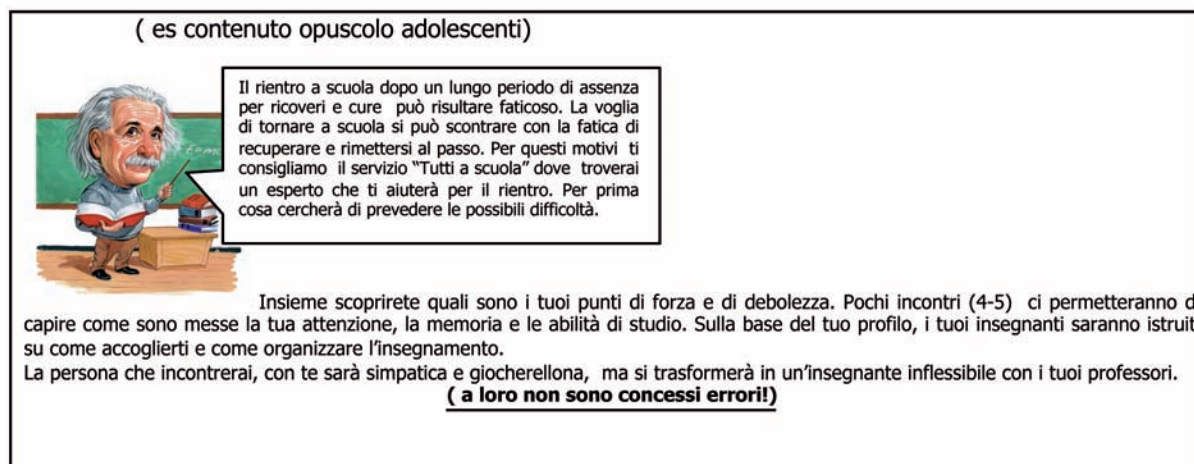 ( es contenuto opuscolo adolescenti)
Il rientro a scuola dopo un lungo periodo di assenza
per ricoveri e cure può risultare faticoso. La voglia
di tornare a scuola si può scontrare con la fatica di
recuperare e rimettersi al passo. Per questi motivi ti
consigliamo il servizio "Tutti a scuola" dove troverai
un esperto che ti aiuterà per il rientro. Per prima
cosa cercherà di prevedere le possibili difficoltà.
Insieme scoprirete quali sono i tuoi punti di forza e di debolezza. Pochi incontri (4-5) ci permetteranno d
capire come sono messe la tua attenzione, la memoria e le abilità di studio. Sulla base del tuo profilo, i tuoi insegnanti saranno istruit
su come accoglierti e come organizzare l'insegnamento.
La persona che incontrerai, con te sarà simpatica e giocherellona, ma si trasformerà in un'insegnante inflessibile con i tuoi professori.
( a loro non sono concessi errori!)